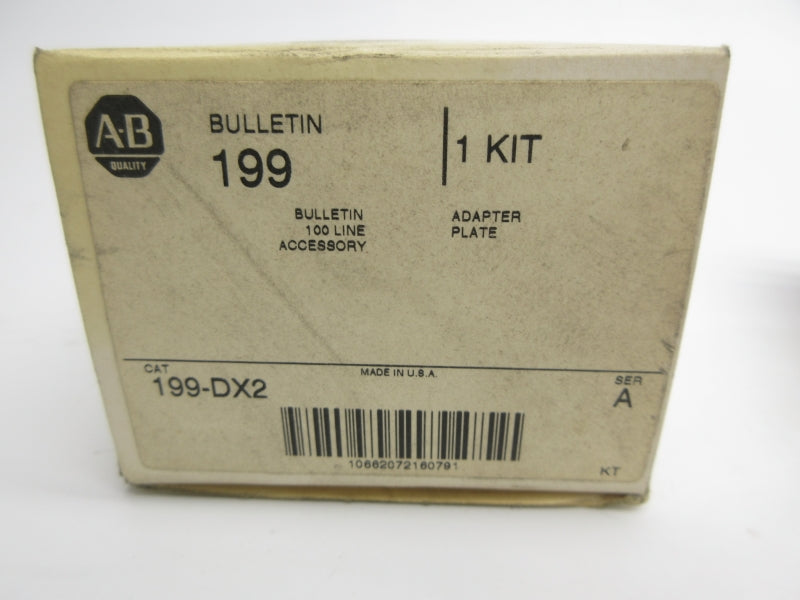 A-B
QUALITY
BULLETIN
199
1 KIT
BULLETIN
100 LINE
ACCESSORY
ADAPTER
PLATE
CAT
199-DX2
MADE IN U.S.A.
SER
A
10662072160791
KT